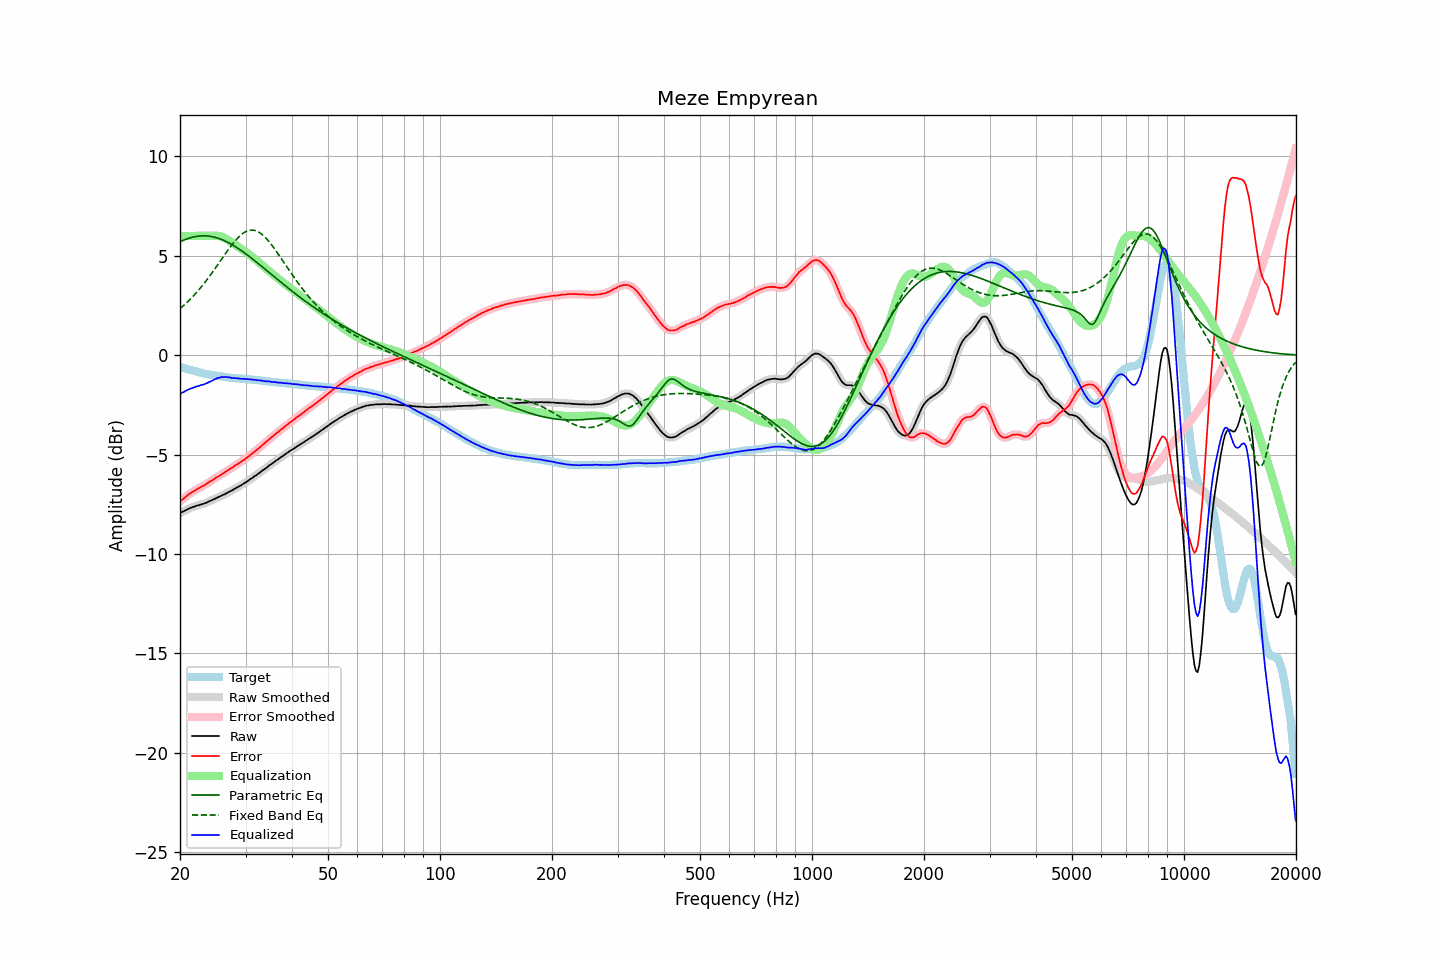 Meze Empyrean
Amplitude (dBr)
10
5
0
−5
−10
−15
−20
−25
Target
Raw Smoothed
Error Smoothed
Raw
Error
Equalization
Parametric Eq
Fixed Band Eq
Equalized
20 50 100 200 500 1000 2000 5000 10000 20000
Frequency (Hz)